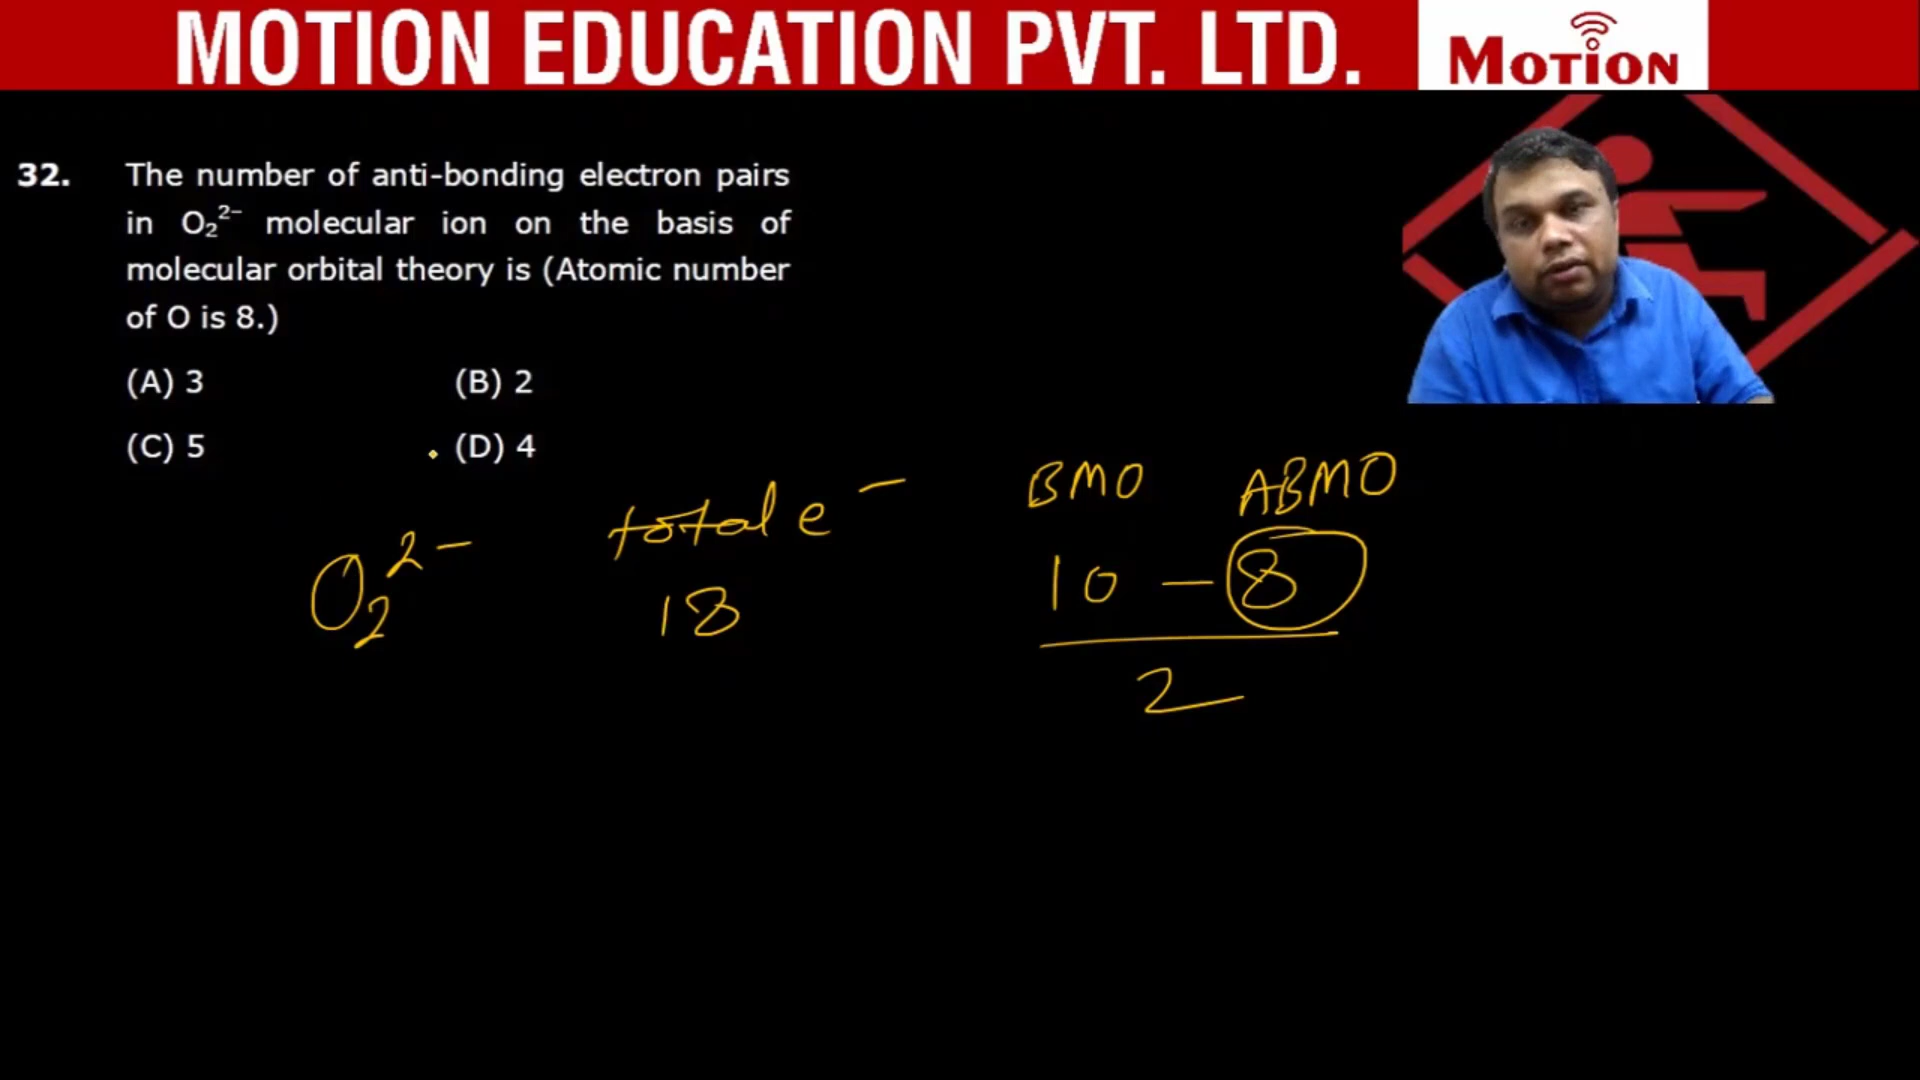 MOTION EDUCATION PVT. LTD.
MOTION
32. The number of anti-bonding electron pairs
in O₂²⁻ molecular ion on the basis of
molecular orbital theory is (Atomic number
of O is 8.)
(A) 3 (B) 2
(C) 5 (D) 4
BMO ABMO
total e⁻
O₂²⁻ 18 10 – 8
2